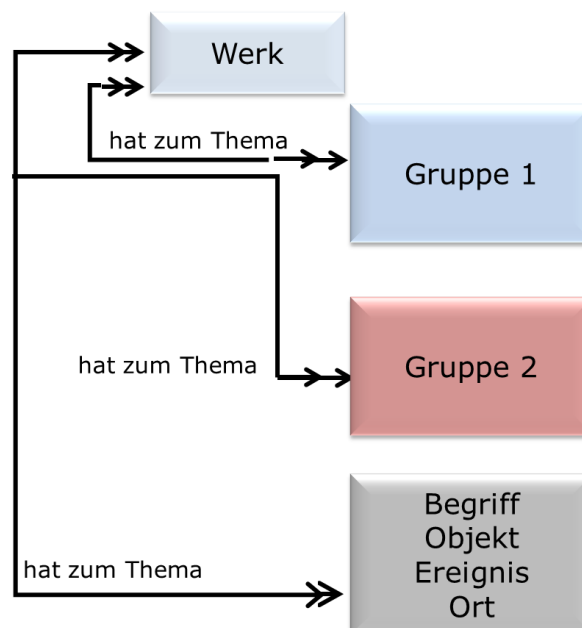 Werk
hat zum Thema
Gruppe 1
hat zum Thema
Gruppe 2
Begriff
Objekt
Ereignis
Ort
hat zum Thema